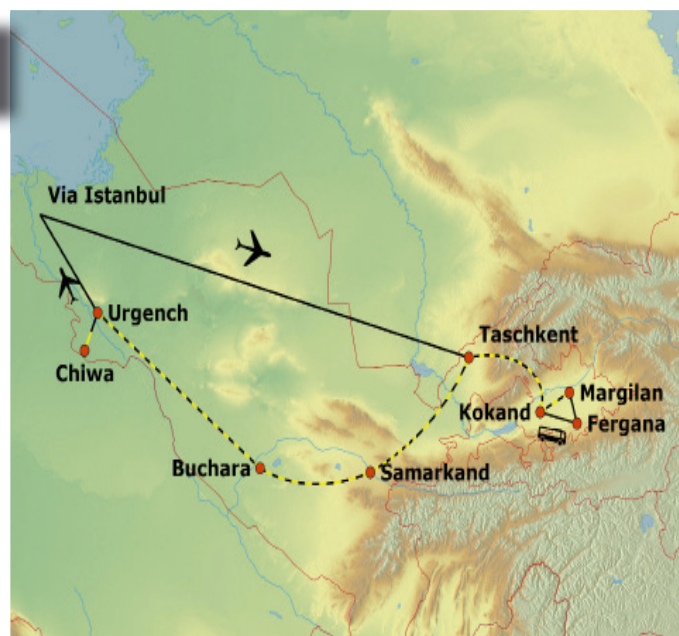 Via Istanbul
Urgench
Taschkent
Chiwa
Margilan
Kokand
Fergana
Buchara
Samarkand